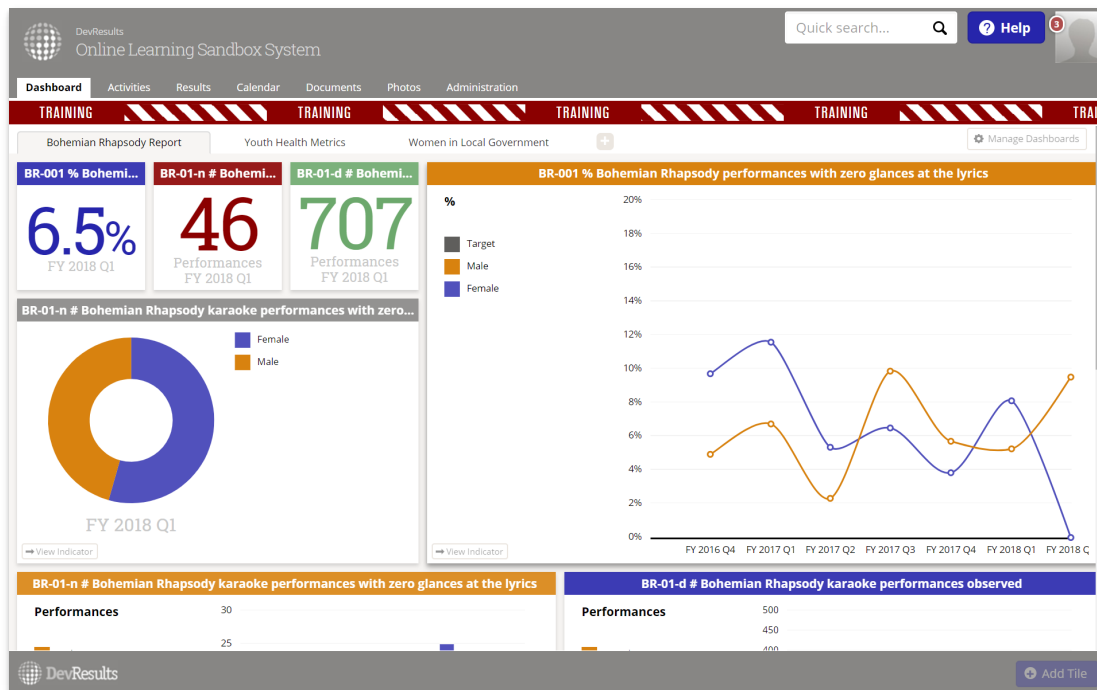 DevResults
Online Learning Sandbox System
Quick search...
? Help
3
Dashboard Activities Results Calendar Documents Photos Administration
TRAINING TRAINING TRAINING TRAINING TRAI
Bohemian Rhapsody Report Youth Health Metrics Women in Local Government
Manage Dashboards
BR-001 % Bohemi...
6.5%
FY 2018 Q1
BR-01-n # Bohemi...
46
Performances
FY 2018 Q1
BR-01-d # Bohemi...
707
Performances
FY 2018 Q1
BR-001 % Bohemian Rhapsody performances with zero glances at the lyrics
%
Target
Male
Female
20%
18%
16%
14%
12%
10%
8%
6%
4%
2%
0%
FY 2016 Q4 FY 2017 Q1 FY 2017 Q2 FY 2017 Q3 FY 2017 Q4 FY 2018 Q1 FY 2018 Q
View Indicator
BR-01-n # Bohemian Rhapsody karaoke performances with zero...
Female
Male
FY 2018 Q1
View Indicator
BR-01-n # Bohemian Rhapsody karaoke performances with zero glances at the lyrics
Performances
30
25
BR-01-d # Bohemian Rhapsody karaoke performances observed
Performances
500
450
400
DevResults
Add Tile